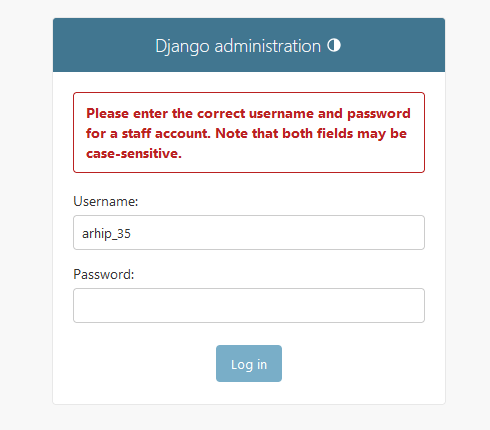 Django administration
Please enter the correct username and password
for a staff account. Note that both fields may be
case-sensitive.
Username:
arhip_35
Password:
Log in